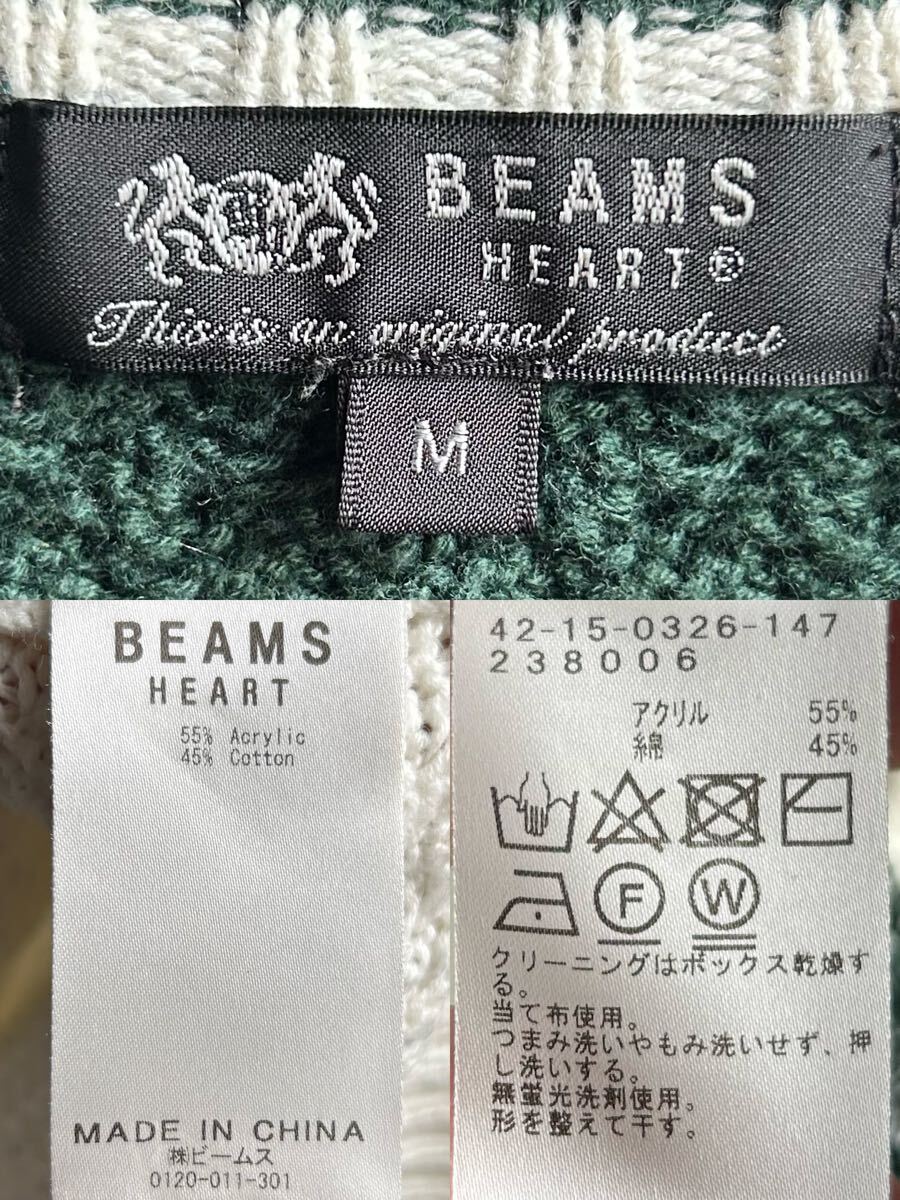 BEAMS
HEART®
This is an original product
M
BEAMS
HEART
55% Acrylic
45% Cotton
MADE IN CHINA
㈱ビームス
0120-011-301
42-15-0326-147
238006
アクリル 55%
綿 45%
F W
クリーニングはボックス乾燥す
る。
当て布使用。
つまみ洗いやもみ洗いせず、押
し洗いする。
無蛍光洗剤使用。
形を整えて干す。